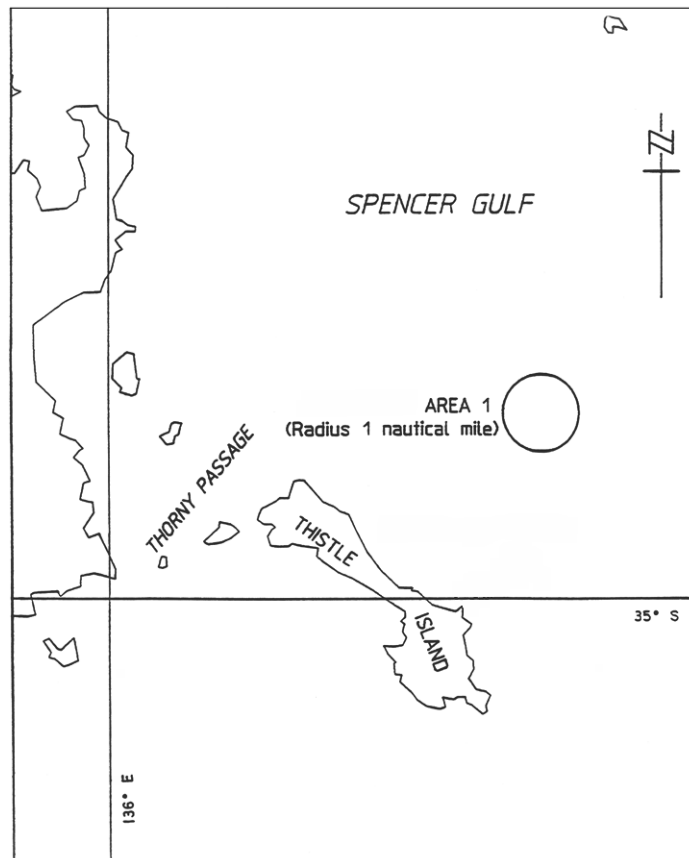 N
SPENCER GULF
AREA 1
(Radius 1 nautical mile)
THORNY PASSAGE
THISTLE
ISLAND
35° S
136° E